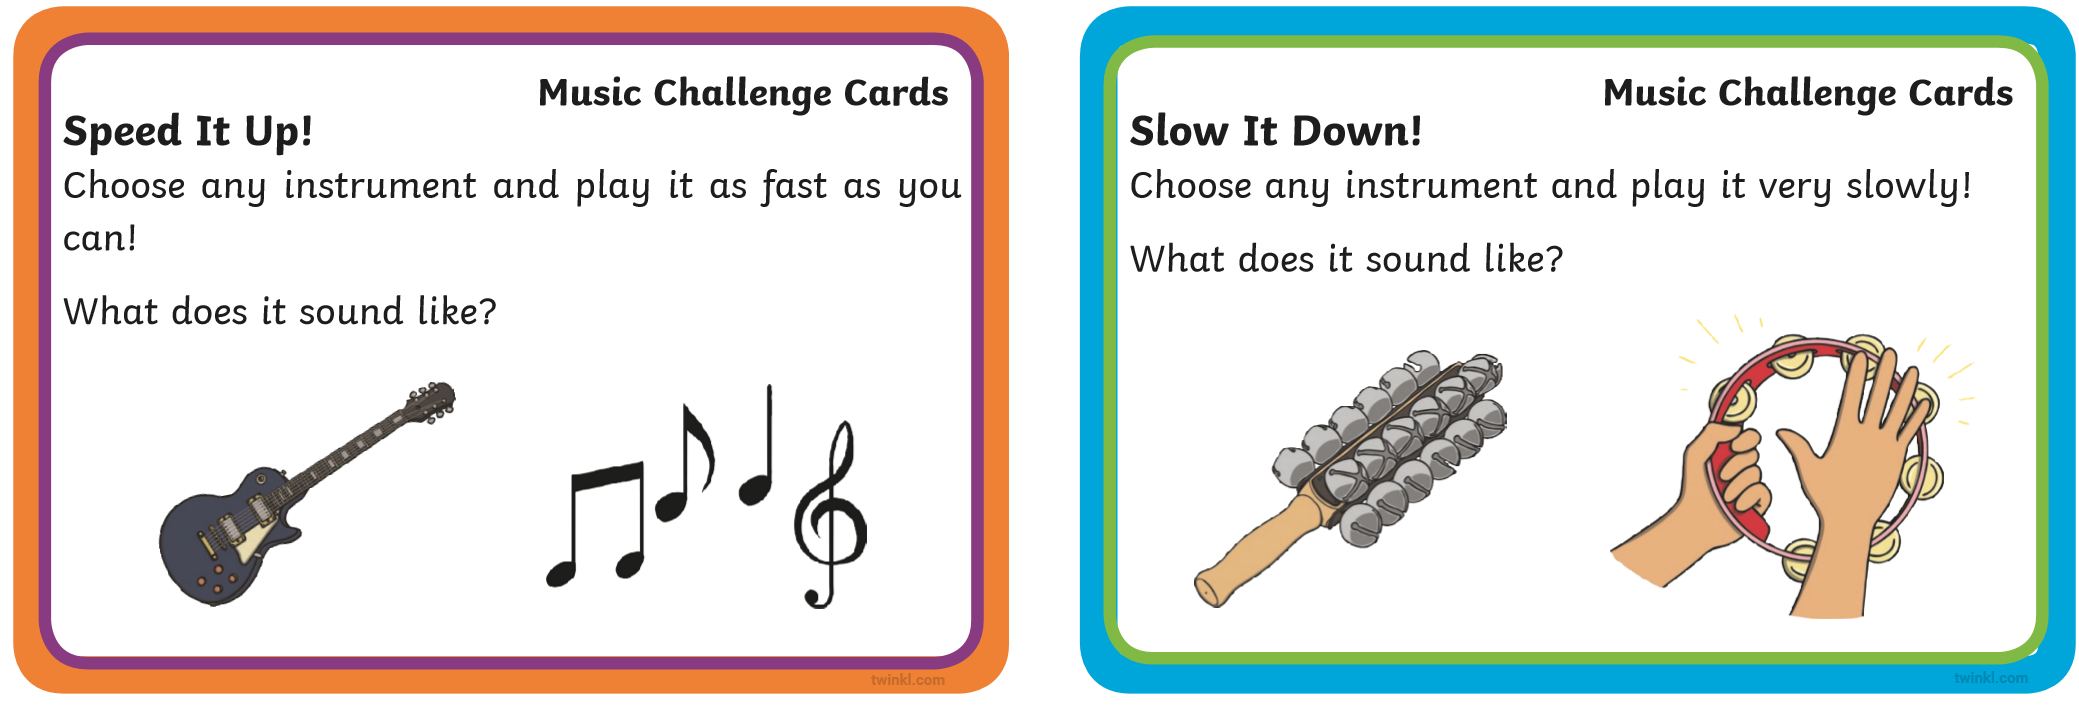 Music Challenge Cards
Speed It Up!
Choose any instrument and play it as fast as you
can!
What does it sound like?
twinkl.com
Music Challenge Cards
Slow It Down!
Choose any instrument and play it very slowly!
What does it sound like?
twinkl.com